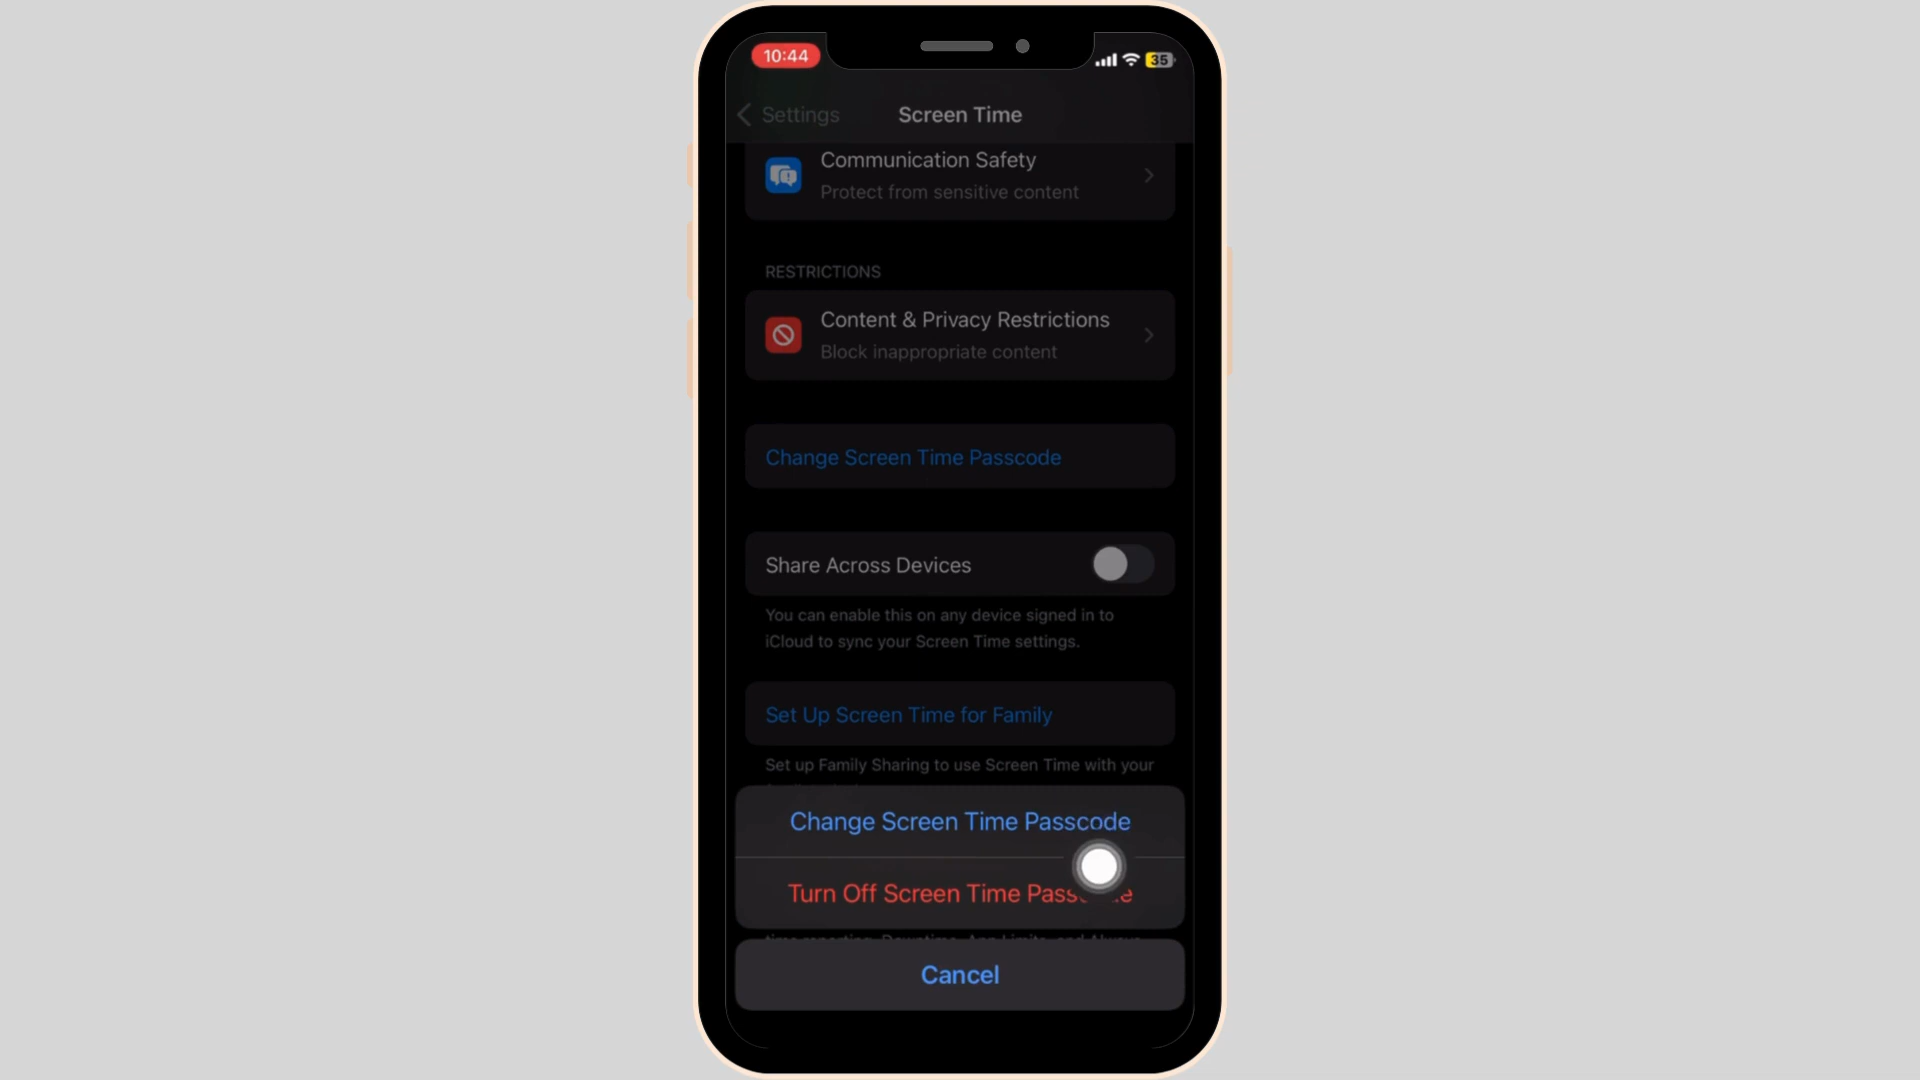 10:44
35
Settings
Screen Time
Communication Safety
Protect from sensitive content
RESTRICTIONS
Content & Privacy Restrictions
Block inappropriate content
Change Screen Time Passcode
Share Across Devices
You can enable this on any device signed in to
iCloud to sync your Screen Time settings.
Set Up Screen Time for Family
Set up Family Sharing to use Screen Time with your
Change Screen Time Passcode
Turn Off Screen Time
Cancel